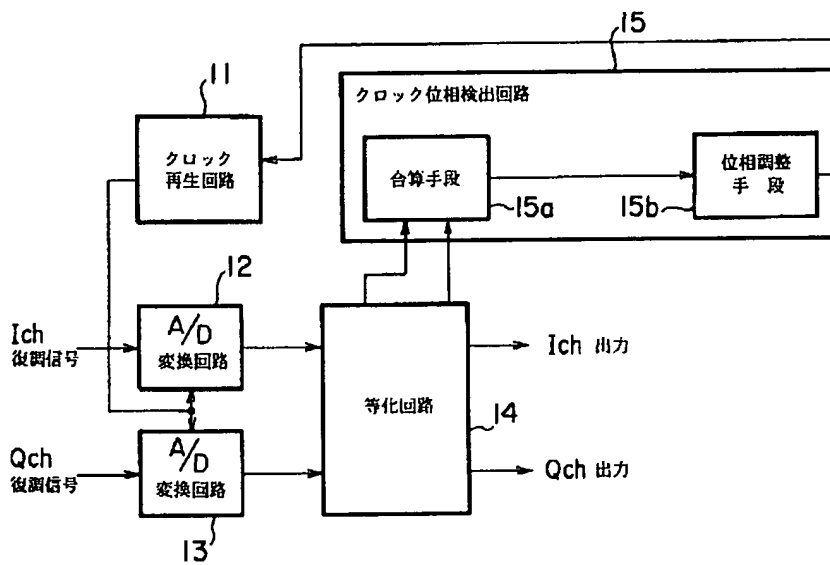 15
11
クロック位相検出回路
クロック
再生回路
合算手段
位相調整
手 段
15a
15b
12
Ich
復調信号
A/D
変換回路
Ich 出力
等化回路
14
Qch
復調信号
A/D
変換回路
Qch 出力
13